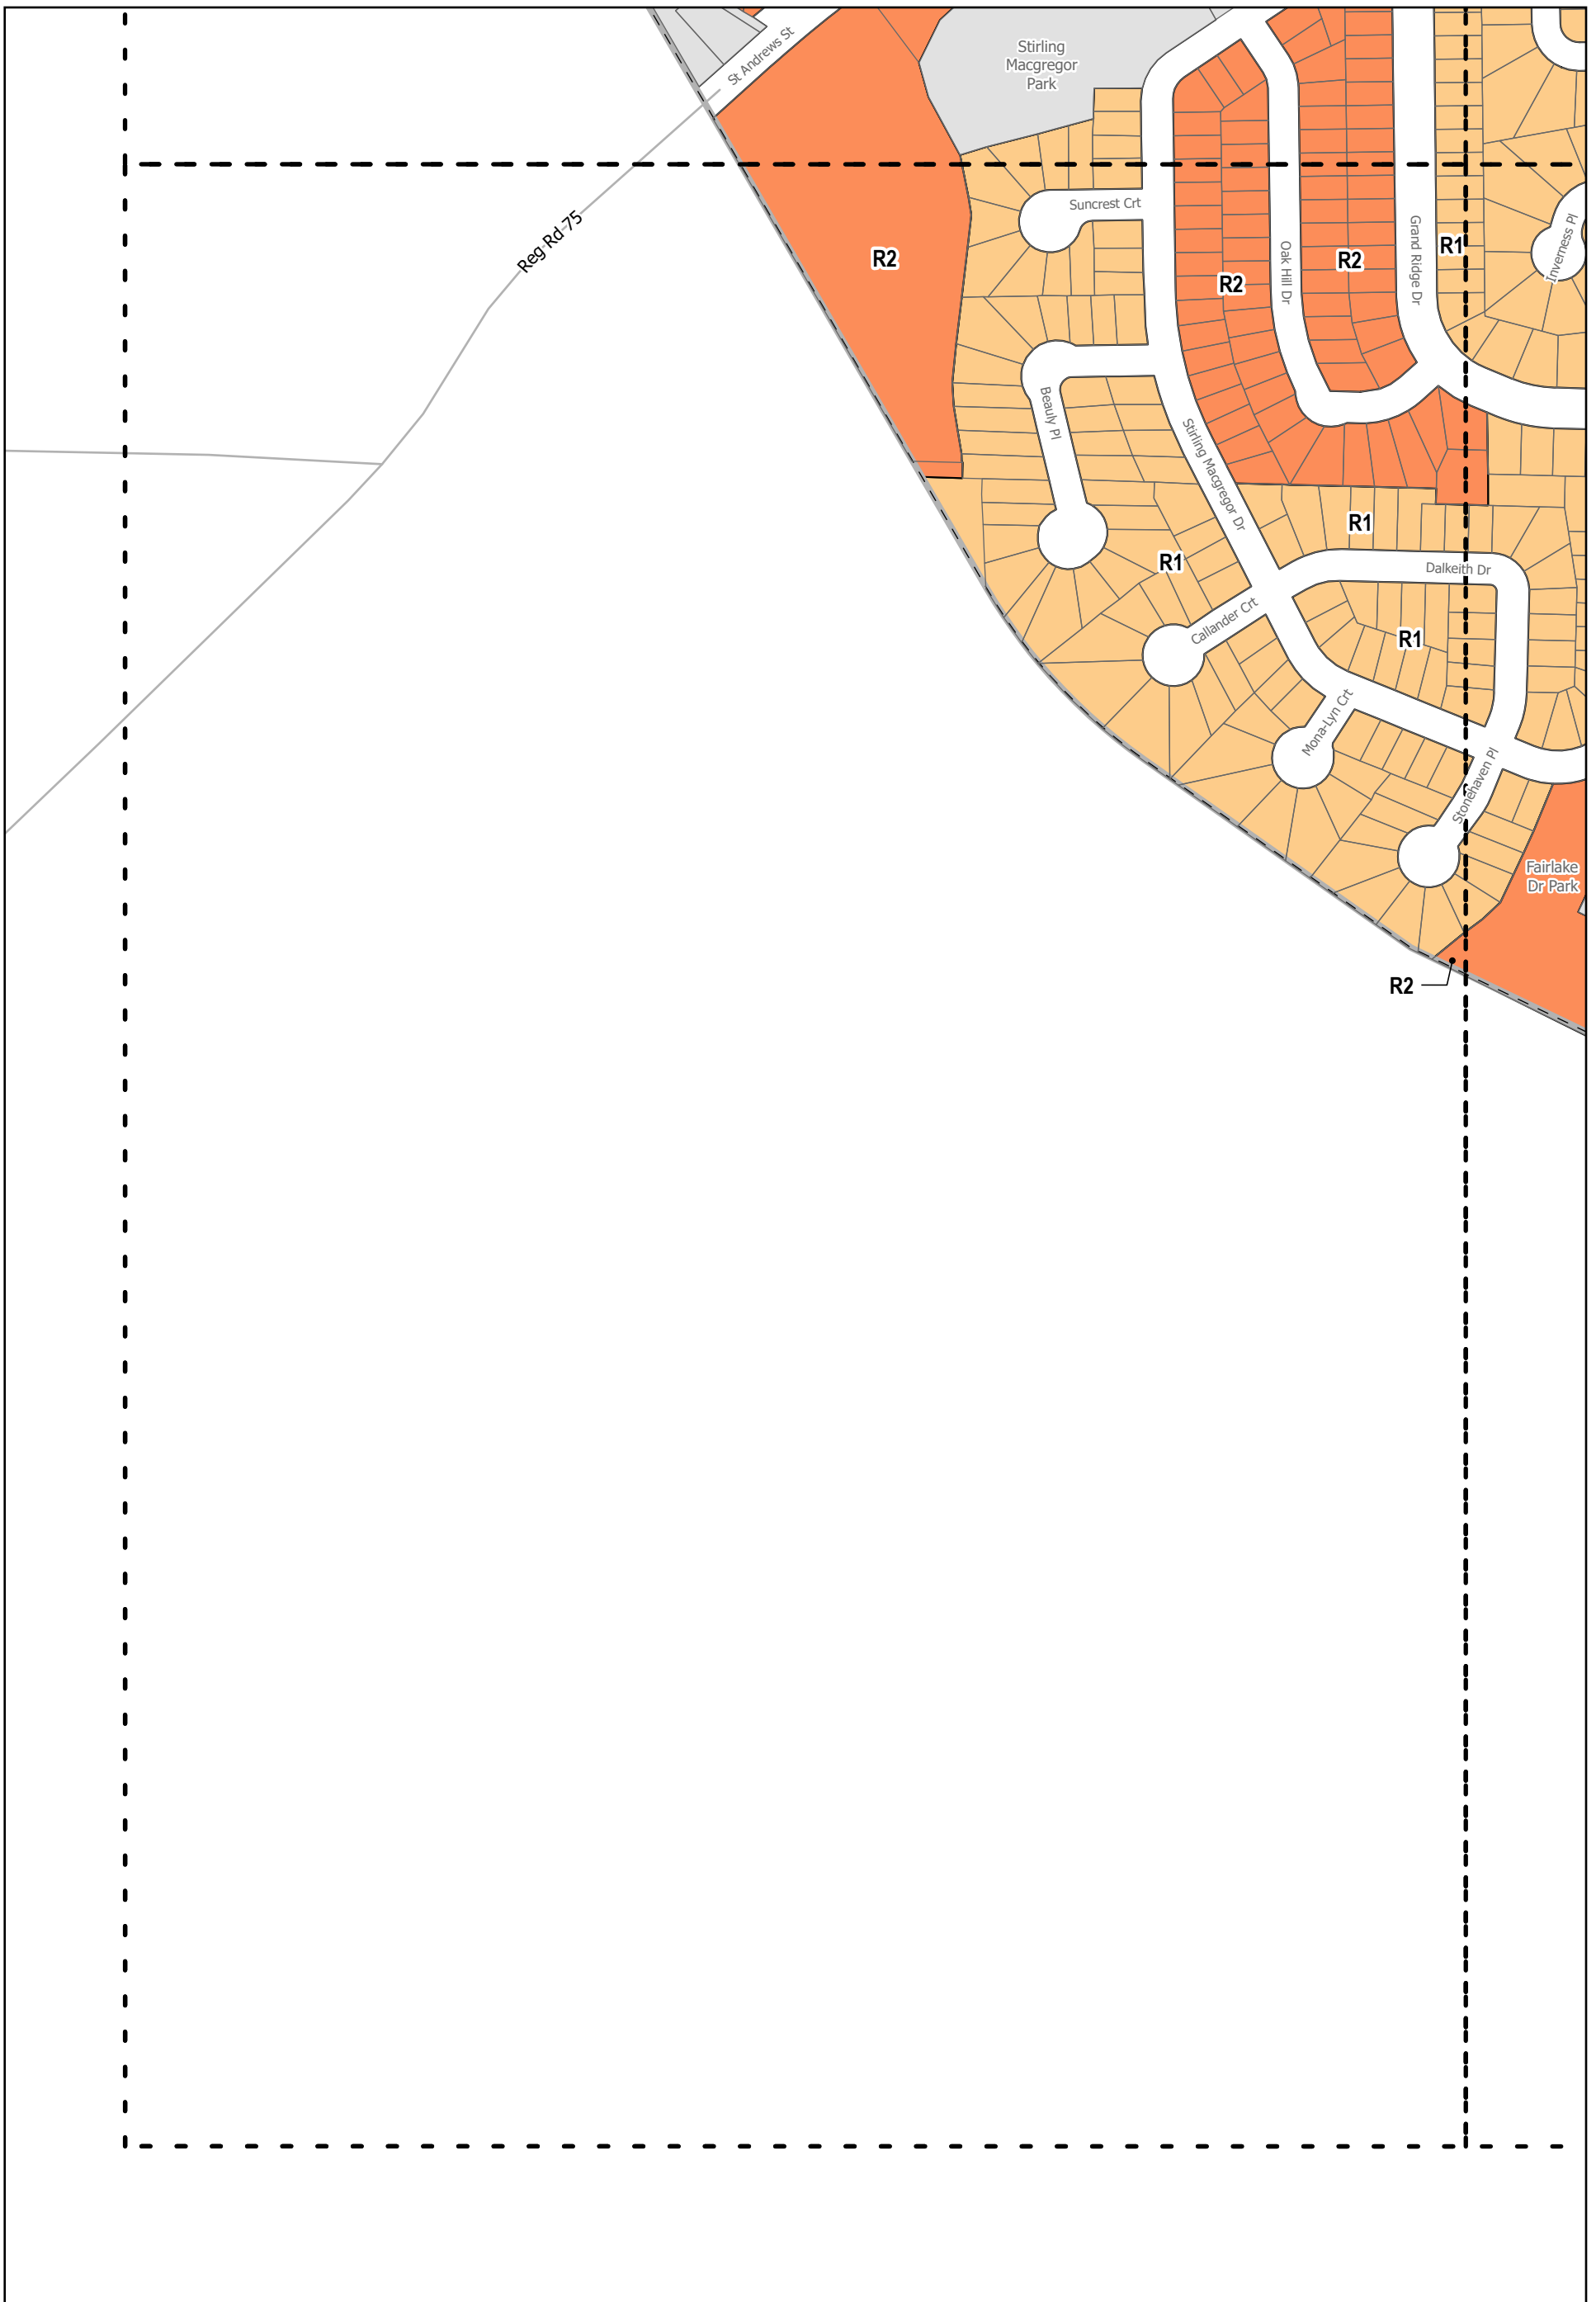 St Andrews St
Stirling
Macgregor
Park
Suncrest Crt
Reg Rd 75
R2
R2
Oak Hill Dr
R2
Grand Ridge Dr
R1
Inverness Pl
Beauly Pl
Stirling Macgregor Dr
R1
R1
Dalkeith Dr
Callander Crt
R1
Mona-Lyn Crt
Stonehaven Pl
Fairlake
Dr Park
R2